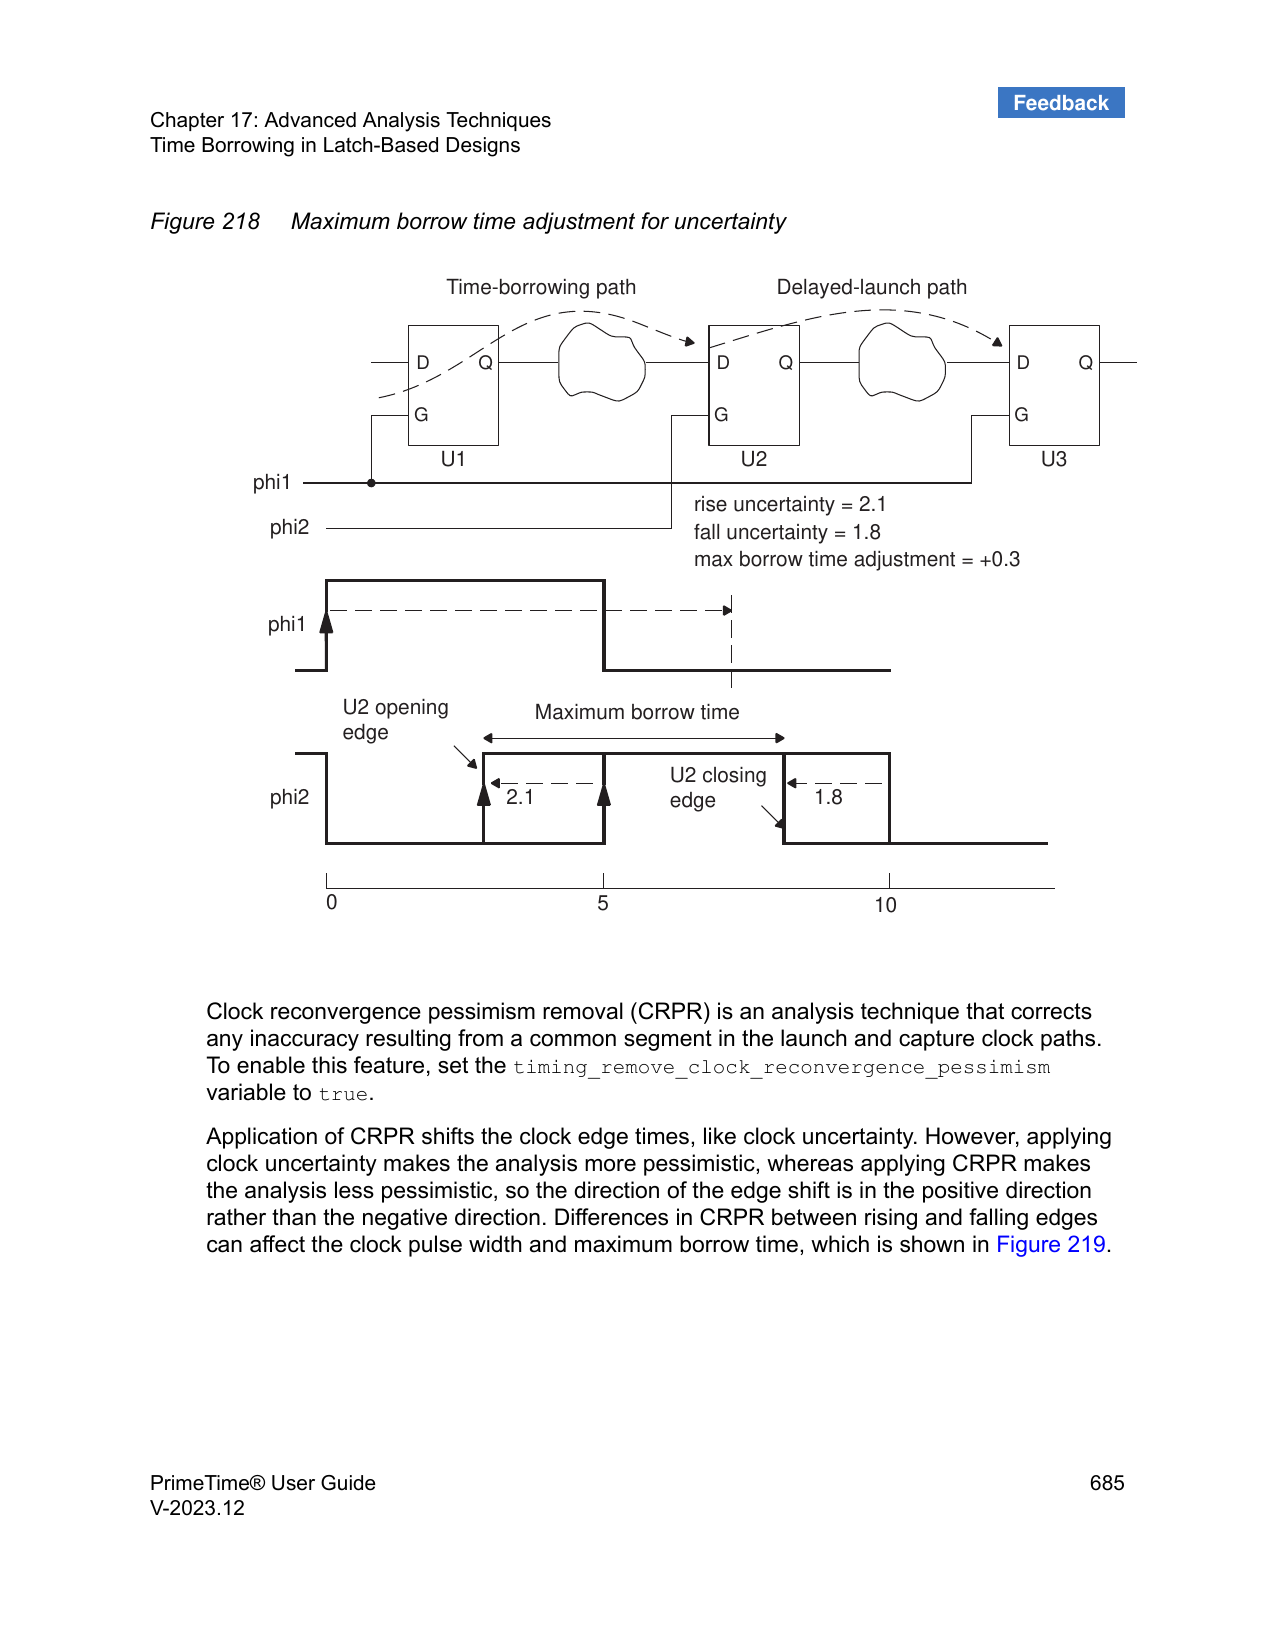 Feedback
Chapter 17: Advanced Analysis Techniques
Time Borrowing in Latch-Based Designs
Figure 218 Maximum borrow time adjustment for uncertainty
Time-borrowing path
Delayed-launch path
D Q
G
U1
D Q
G
U2
D Q
G
U3
phi1
phi2
rise uncertainty = 2.1
fall uncertainty = 1.8
max borrow time adjustment = +0.3
phi1
U2 opening
edge
Maximum borrow time
phi2
2.1
U2 closing
edge
1.8
0 5 10
Clock reconvergence pessimism removal (CRPR) is an analysis technique that corrects
any inaccuracy resulting from a common segment in the launch and capture clock paths.
To enable this feature, set the timing_remove_clock_reconvergence_pessimism
variable to true.
Application of CRPR shifts the clock edge times, like clock uncertainty. However, applying
clock uncertainty makes the analysis more pessimistic, whereas applying CRPR makes
the analysis less pessimistic, so the direction of the edge shift is in the positive direction
rather than the negative direction. Differences in CRPR between rising and falling edges
can affect the clock pulse width and maximum borrow time, which is shown in Figure 219.
PrimeTime® User Guide 685
V-2023.12